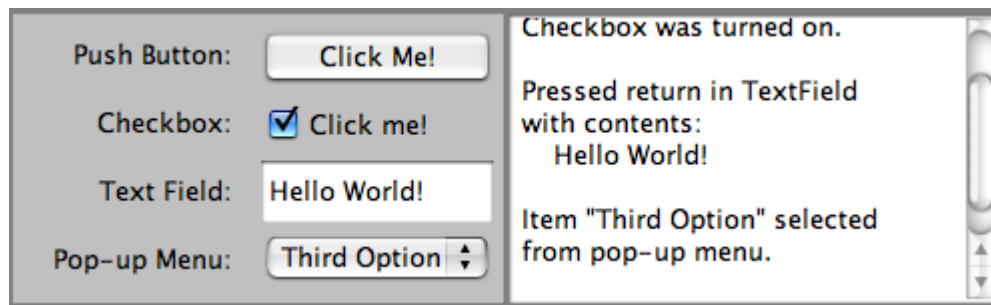 Push Button:
Click Me!
Checkbox:
Click me!
Text Field:
Hello World!
Pop-up Menu:
Third Option
Checkbox was turned on.
Pressed return in TextField
with contents:
Hello World!
Item "Third Option" selected
from pop-up menu.